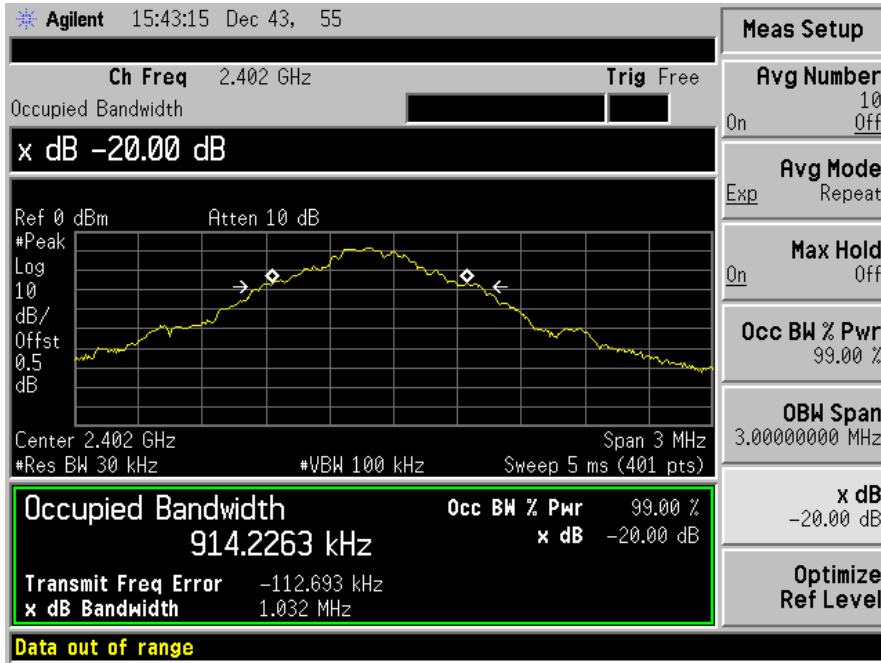 Agilent 15:43:15 Dec 43, 55
Ch Freq 2.402 GHz Trig Free
Occupied Bandwidth
x dB -20.00 dB
Ref 0 dBm Atten 10 dB
#Peak
Log
10
dB/
Offst
0.5
dB
Center 2.402 GHz Span 3 MHz
#Res BW 30 kHz #VBW 100 kHz Sweep 5 ms (401 pts)
Occupied Bandwidth
914.2263 kHz
Occ BW % Pwr 99.00 %
x dB -20.00 dB
Transmit Freq Error -112.693 kHz
x dB Bandwidth 1.032 MHz
Data out of range
Meas Setup
Avg Number
10
On Off
Avg Mode
Exp Repeat
Max Hold
On Off
Occ BW % Pwr
99.00 %
OBW Span
3.00000000 MHz
x dB
-20.00 dB
Optimize
Ref Level